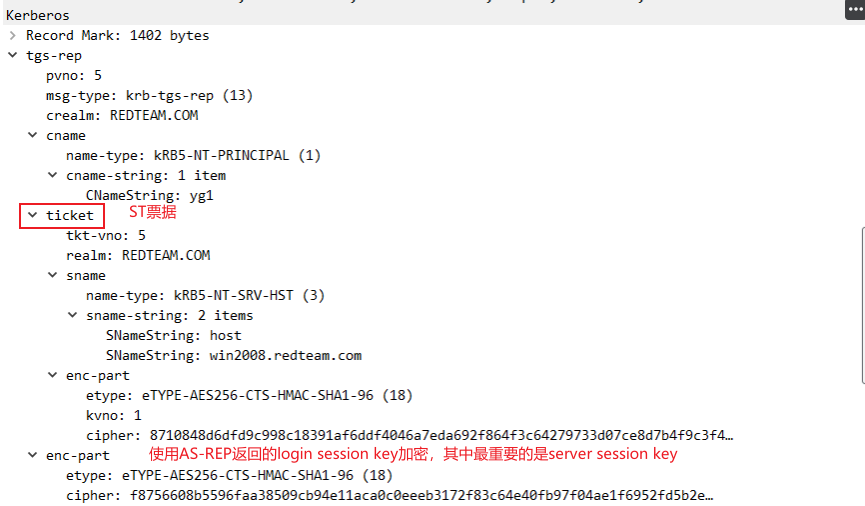 Kerberos
Record Mark: 1402 bytes
tgs-rep
pvno: 5
msg-type: krb-tgs-rep (13)
crealm: REDTEAM.COM
cname
name-type: kRB5-NT-PRINCIPAL (1)
cname-string: 1 item
CNameString: yg1
ticket ST票据
tkt-vno: 5
realm: REDTEAM.COM
sname
name-type: kRB5-NT-SRV-HST (3)
sname-string: 2 items
SNameString: host
SNameString: win2008.redteam.com
enc-part
etype: eTYPE-AES256-CTS-HMAC-SHA1-96 (18)
kvno: 1
cipher: 8710848d6dfd9c998c18391af6ddf4046a7eda692f864f3c64279733d07ce8d7b4f9c3f4…
enc-part 使用AS-REP返回的login session key加密，其中最重要的是server session key
etype: eTYPE-AES256-CTS-HMAC-SHA1-96 (18)
cipher: f8756608b5596faa38509cb94e11aca0c0eeeb3172f83c64e40fb97f04ae1f6952fd5b2e…